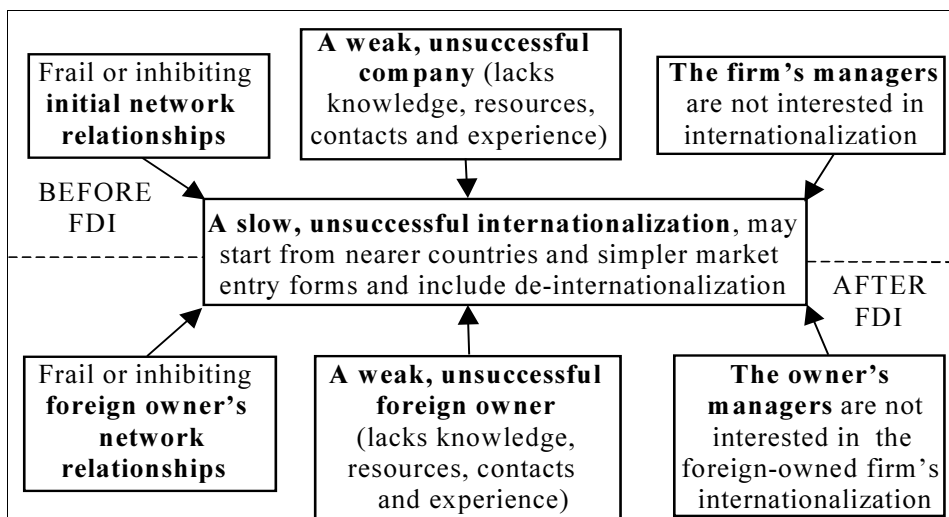 Frail or inhibiting
initial network
relationships
A weak, unsuccessful
company (lacks
knowledge, resources,
contacts and experience)
The firm’s managers
are not interested in
internationalization
BEFORE
FDI
A slow, unsuccessful internationalization, may
start from nearer countries and simpler market
entry forms and include de-internationalization
AFTER
FDI
Frail or inhibiting
foreign owner’s
network
relationships
A weak, unsuccessful
foreign owner
(lacks knowledge,
resources, contacts
and experience)
The owner’s
managers are not
interested in the
foreign-owned firm’s
internationalization